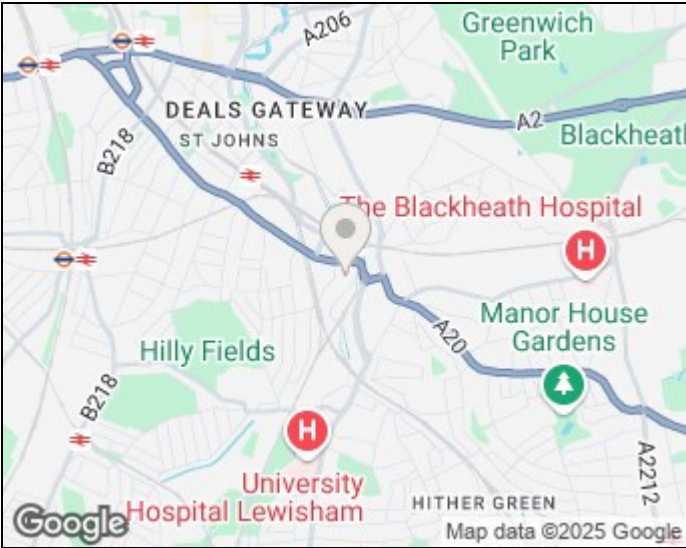 A206
Greenwich
Park
DEALS GATEWAY
A2
B218
ST JOHNS
Blackheath
The Blackheath Hospital
H
Manor House
Gardens
A20
Hilly Fields
B218
H
University
Hospital Lewisham
HITHER GREEN
A2212
Google
Map data ©2025 Google